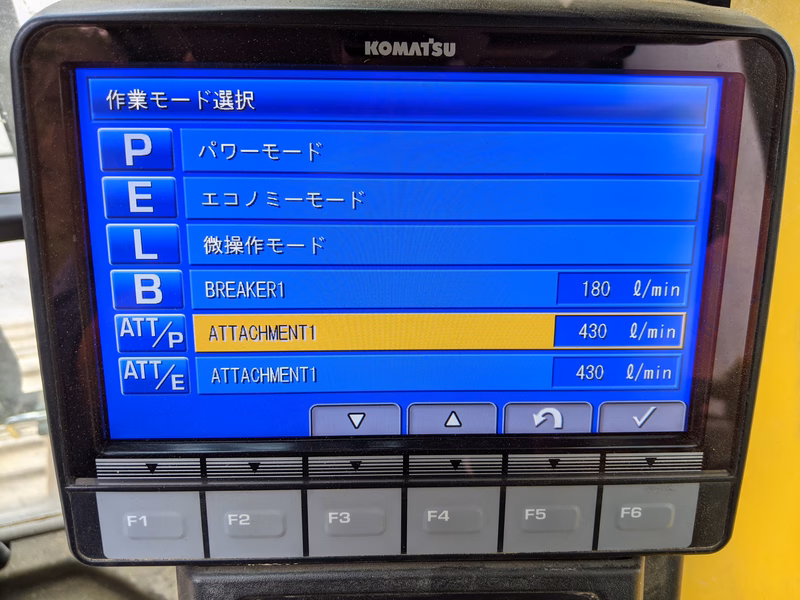 KOMATSU
作業モード選択
P パワーモード
E エコノミーモード
L 微操作モード
B BREAKER1 180 ℓ/min
ATT/P ATTACHMENT1 430 ℓ/min
ATT/E ATTACHMENT1 430 ℓ/min
F1 F2 F3 F4 F5 F6